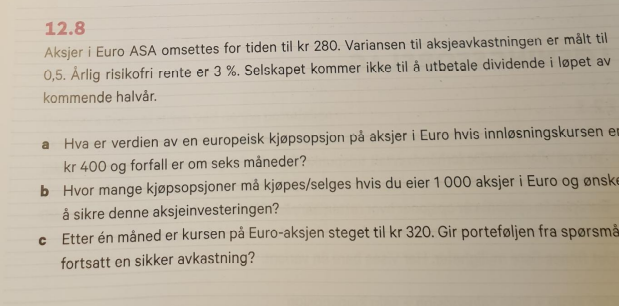 12.8
Aksjer i Euro ASA omsettes for tiden til kr 280. Variansen til aksjeavkastningen er målt til
0,5. Årlig risikofri rente er 3 %. Selskapet kommer ikke til å utbetale dividende i løpet av
kommende halvår.
a Hva er verdien av en europeisk kjøpsopsjon på aksjer i Euro hvis innløsningskursen er
kr 400 og forfall er om seks måneder?
b Hvor mange kjøpsopsjoner må kjøpes/selges hvis du eier 1 000 aksjer i Euro og ønske
å sikre denne aksjeinvesteringen?
c Etter én måned er kursen på Euro-aksjen steget til kr 320. Gir porteføljen fra spørsmå
fortsatt en sikker avkastning?